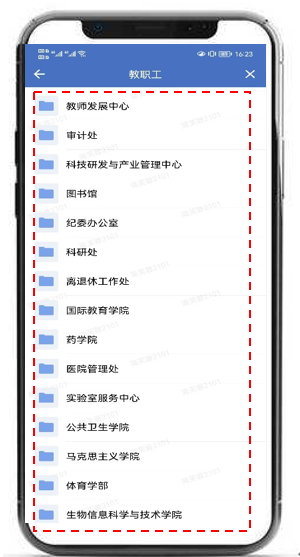 16:23
教职工
教师发展中心
审计处
科技研发与产业管理中心
图书馆
纪委办公室
科研处
离退休工作处
国际教育学院
药学院
医院管理处
实验室服务中心
公共卫生学院
马克思主义学院
体育学部
生物信息科学与技术学院